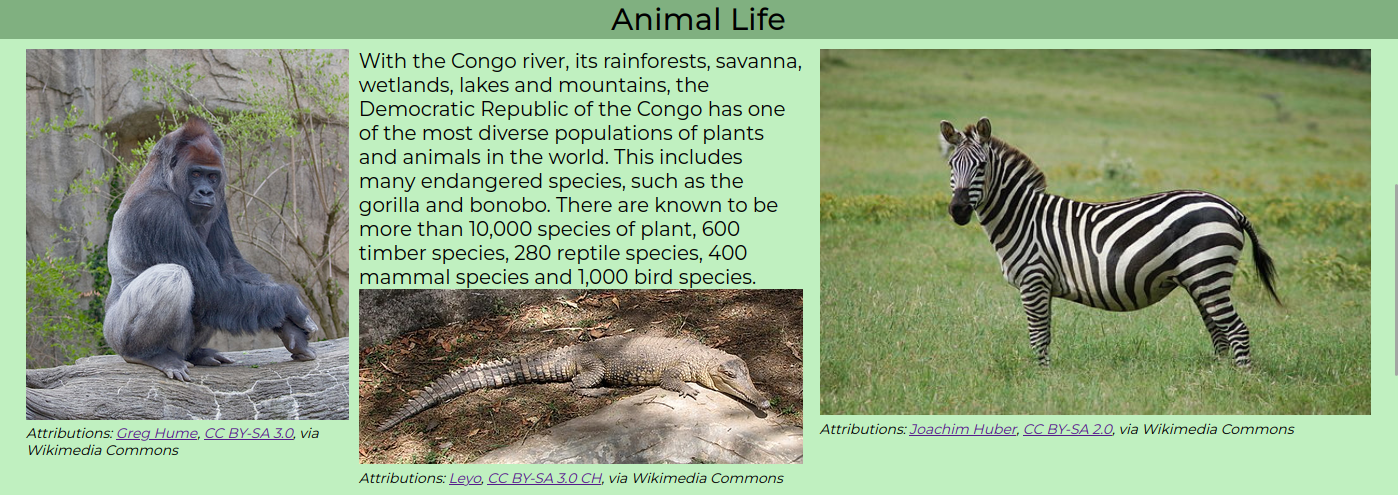 Animal Life
With the Congo river, its rainforests, savanna,
wetlands, lakes and mountains, the
Democratic Republic of the Congo has one
of the most diverse populations of plants
and animals in the world. This includes
many endangered species, such as the
gorilla and bonobo. There are known to be
more than 10,000 species of plant, 600
timber species, 280 reptile species, 400
mammal species and 1,000 bird species.
Attributions: Greg Hume, CC BY-SA 3.0, via
Wikimedia Commons
Attributions: Leyo, CC BY-SA 3.0 CH, via Wikimedia Commons
Attributions: Joachim Huber, CC BY-SA 2.0, via Wikimedia Commons